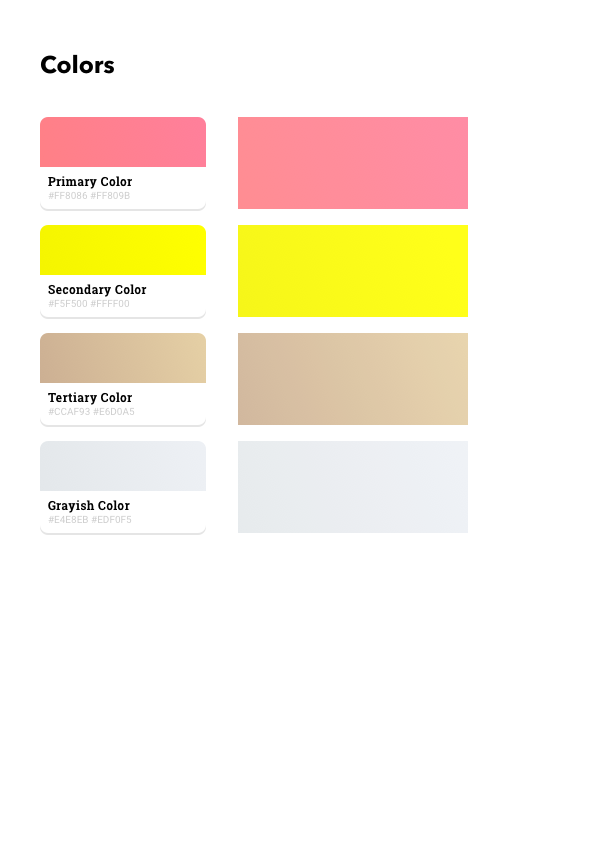 Colors
Primary Color
#FF8086 #FF809B
Secondary Color
#F5F500 #FFFF00
Tertiary Color
#CCAF93 #E6D0A5
Grayish Color
#E4E8EB #EDF0F5